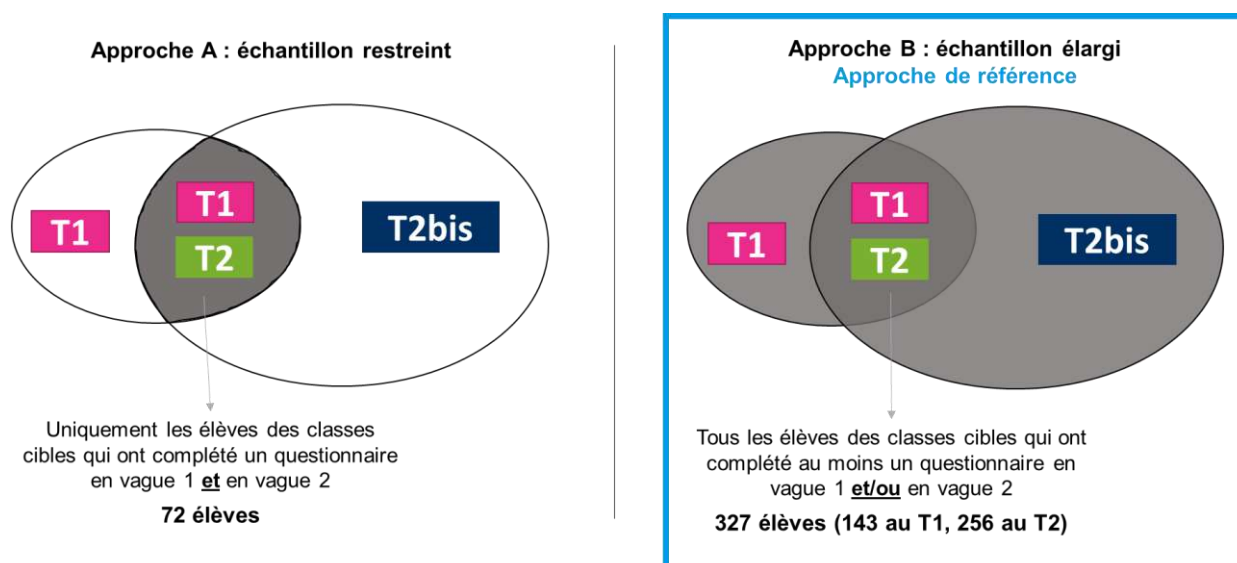 Approche A : échantillon restreint
T1
T1
T2
T2bis
Uniquement les élèves des classes
cibles qui ont complété un questionnaire
en vague 1 et en vague 2
72 élèves
Approche B : échantillon élargi
Approche de référence
T1
T1
T2
T2bis
Tous les élèves des classes cibles qui ont
complété au moins un questionnaire en
vague 1 et/ou en vague 2
327 élèves (143 au T1, 256 au T2)